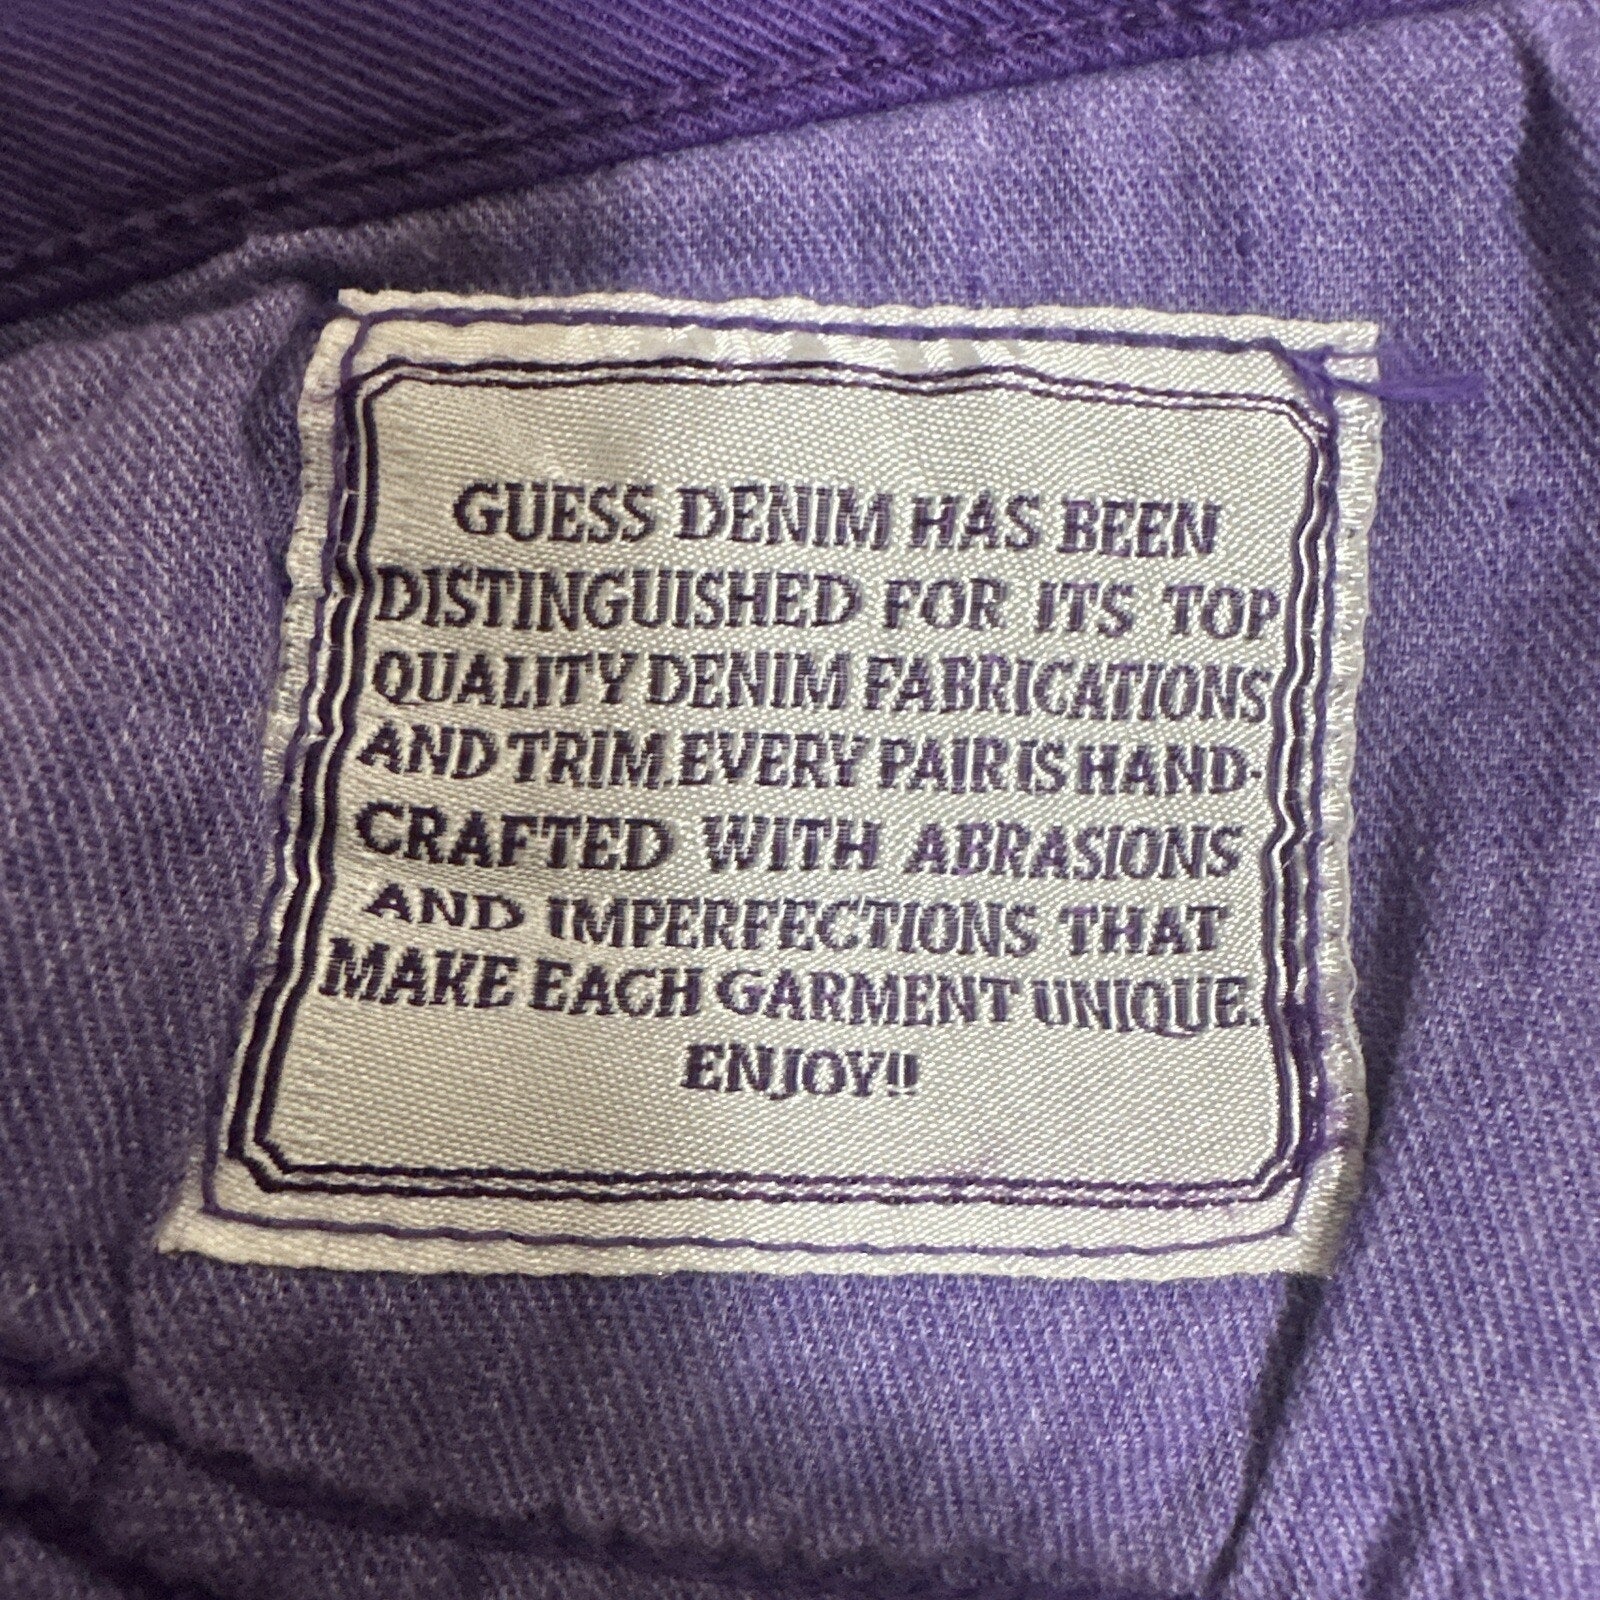 GUESS DENIM HAS BEEN
DISTINGUISHED FOR ITS TOP
QUALITY DENIM FABRICATIONS
AND TRIM. EVERY PAIR IS HAND-
CRAFTED WITH ABRASIONS
AND IMPERFECTIONS THAT
MAKE EACH GARMENT UNIQUE.
ENJOY!!